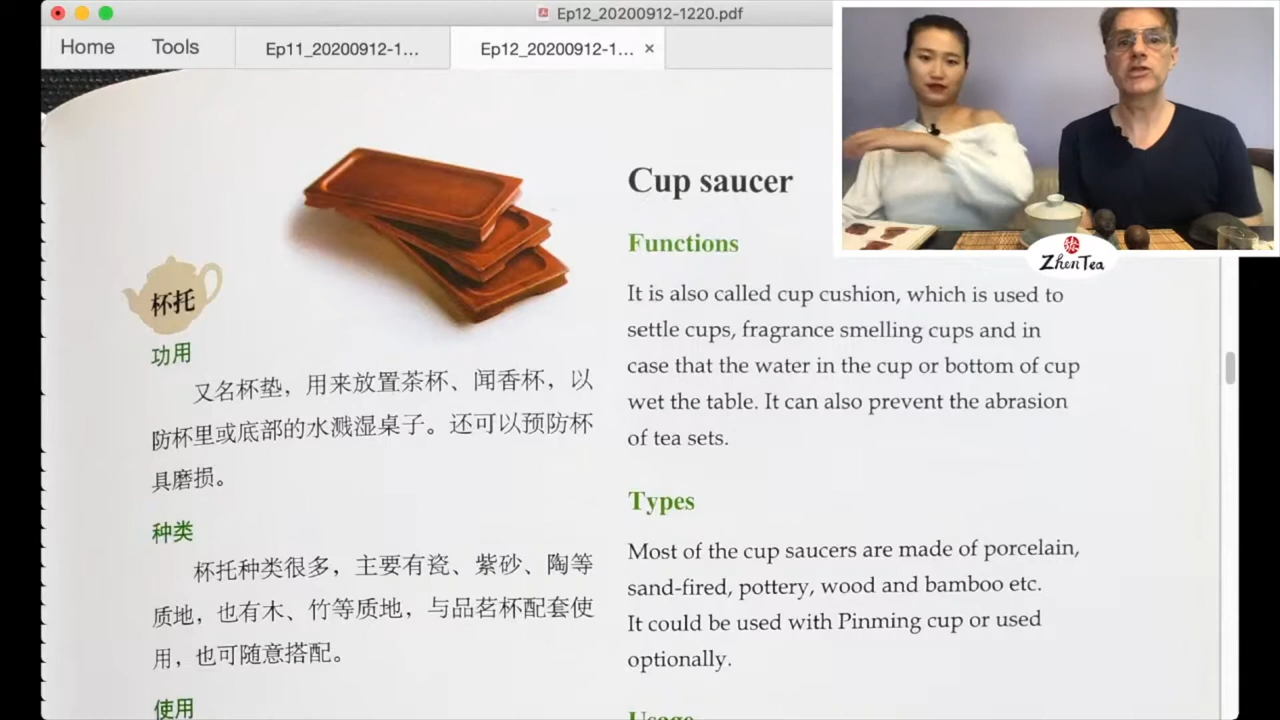 Ep12_20200912-1220.pdf
Home
Tools
Ep11_20200912-1...
Ep12_20200912-1...
ZhenTea
杯托
功用
又名杯垫，用来放置茶杯、闻香杯，以
防杯里或底部的水溅湿桌子。还可以预防杯
具磨损。
种类
杯托种类很多，主要有瓷、紫砂、陶等
质地，也有木、竹等质地，与品茗杯配套使
用，也可随意搭配。
使用
Cup saucer
Functions
It is also called cup cushion, which is used to
settle cups, fragrance smelling cups and in
case that the water in the cup or bottom of cup
wet the table. It can also prevent the abrasion
of tea sets.
Types
Most of the cup saucers are made of porcelain,
sand-fired, pottery, wood and bamboo etc.
It could be used with Pinming cup or used
optionally.
Usage